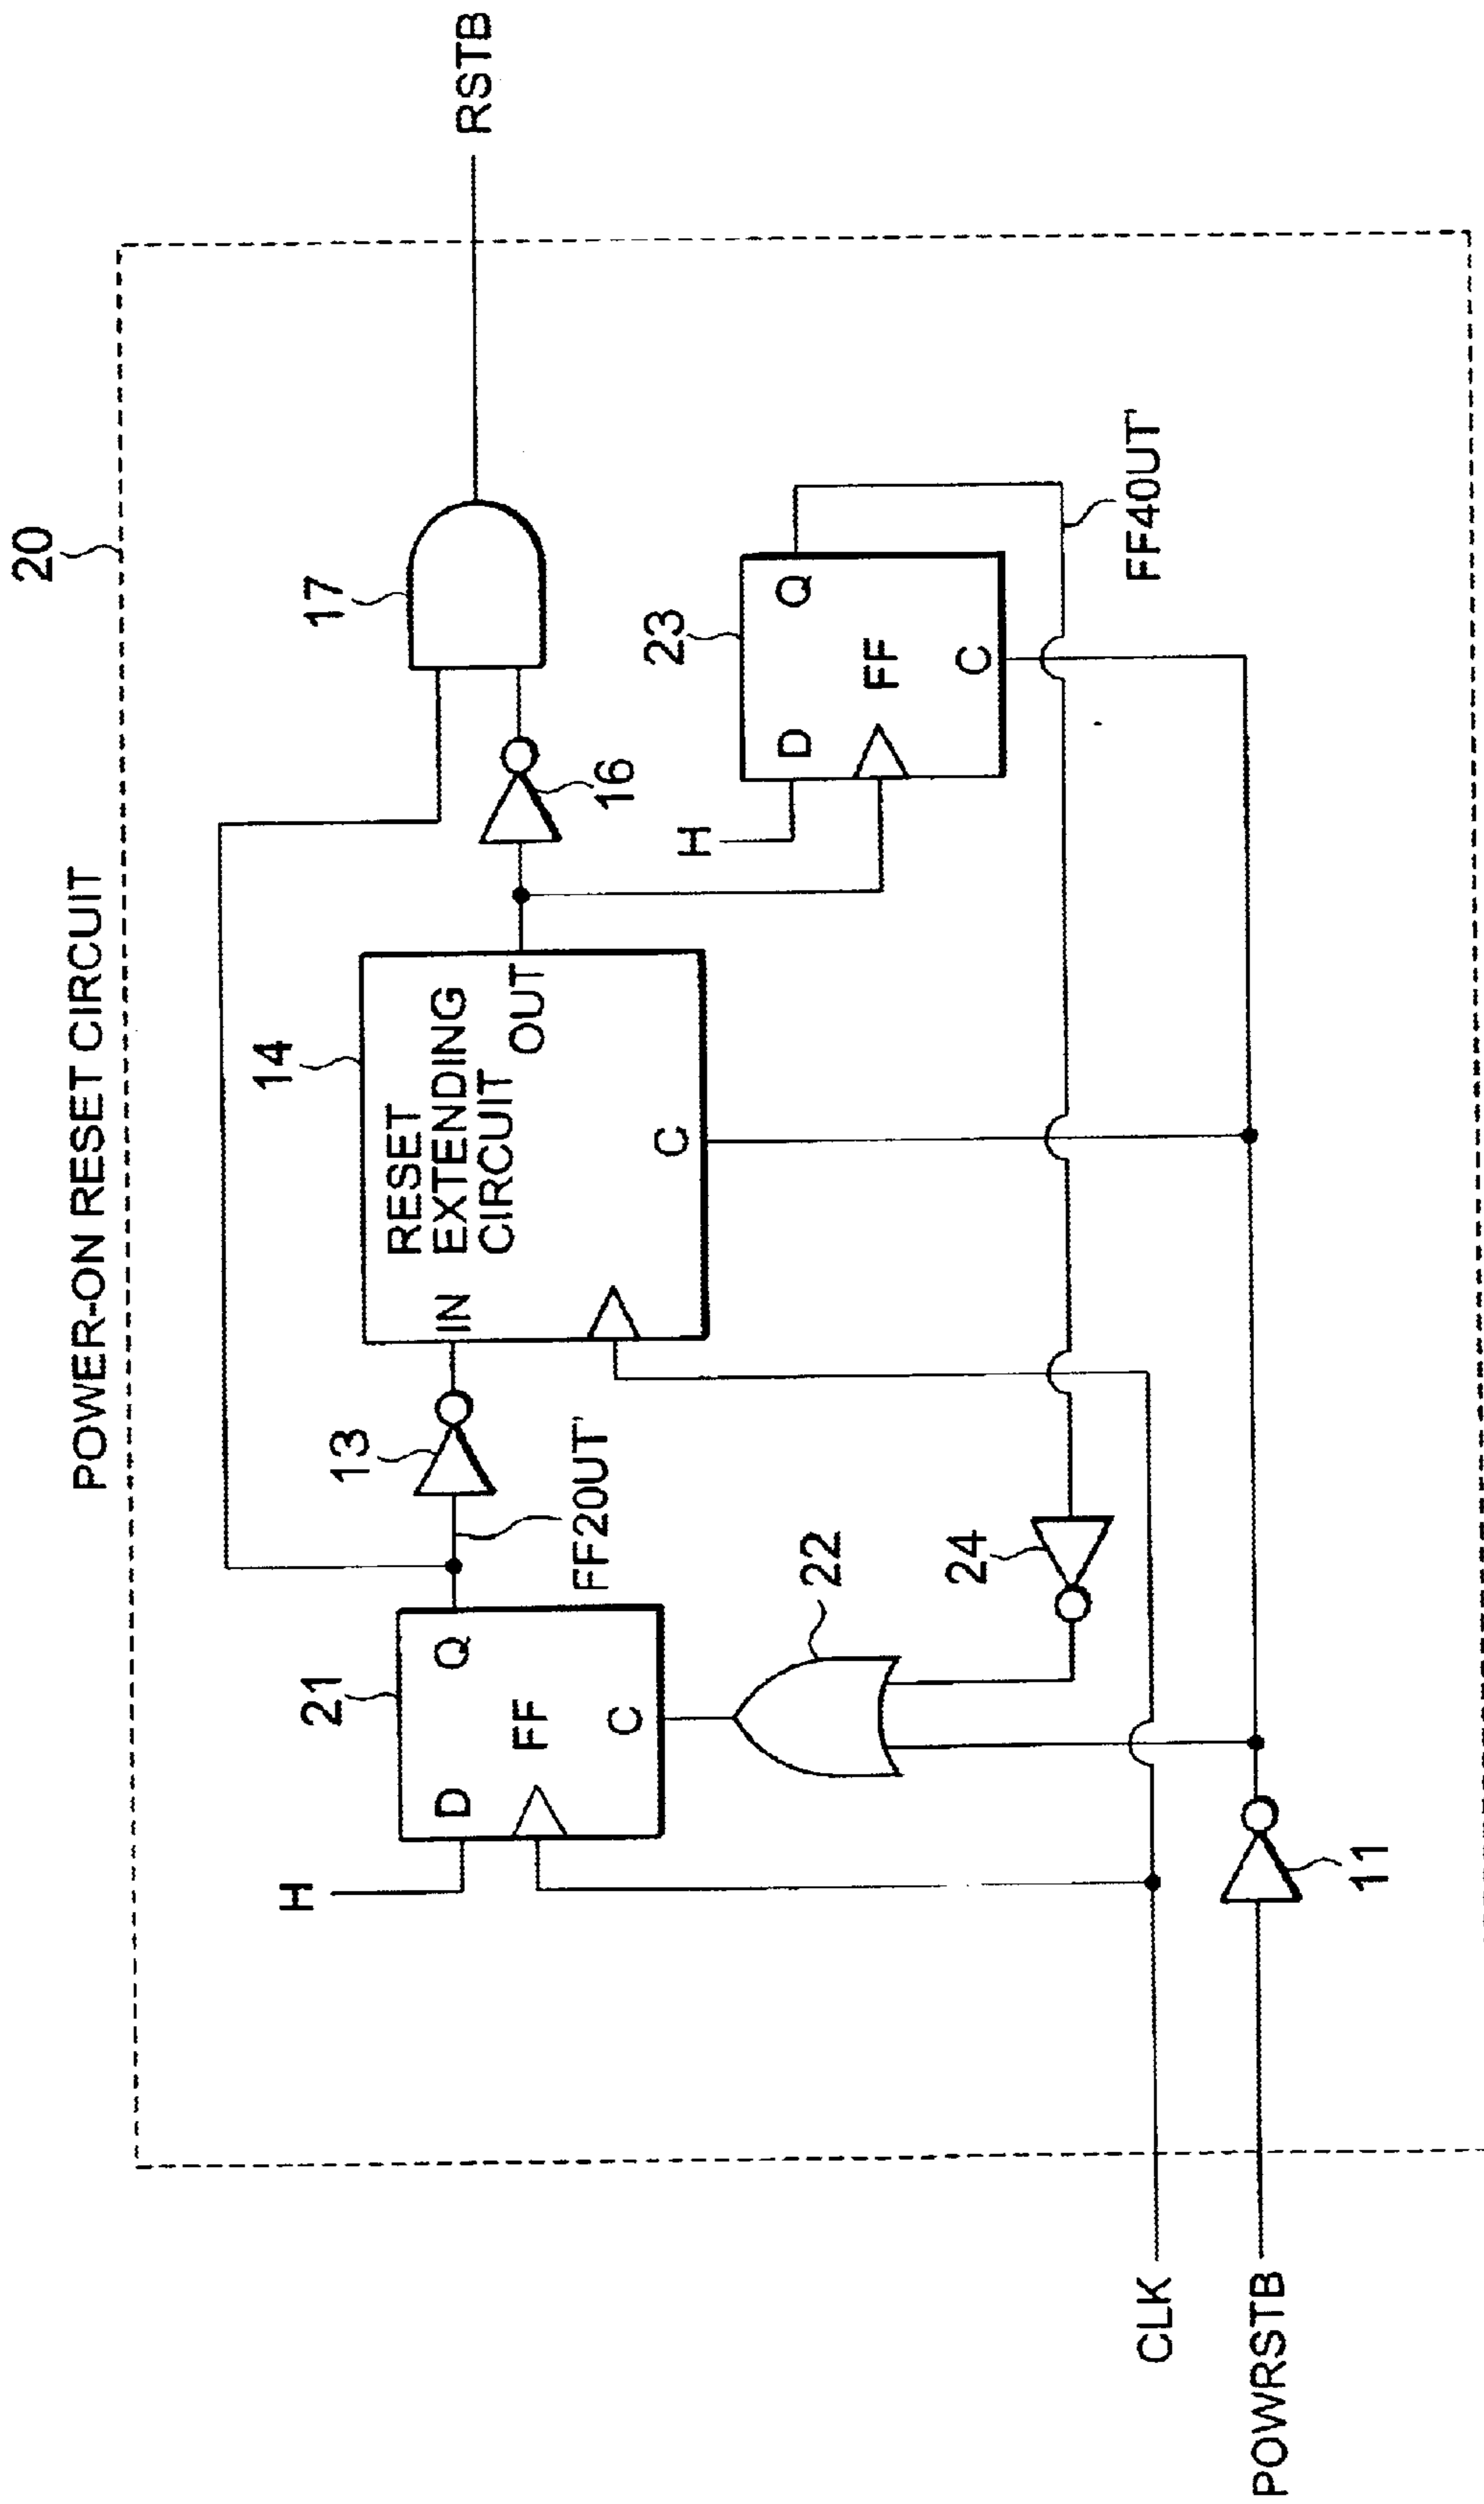 POWER-ON RESET CIRCUIT
20
RSTB
17
14
13
21
H
D
Q
FF
C
FF2OUT
IN
RESET
EXTENDING
CIRCUIT
OUT
C
16
23
H
D
Q
FF
C
FF4OUT
22
24
11
CLK
POWRSTB